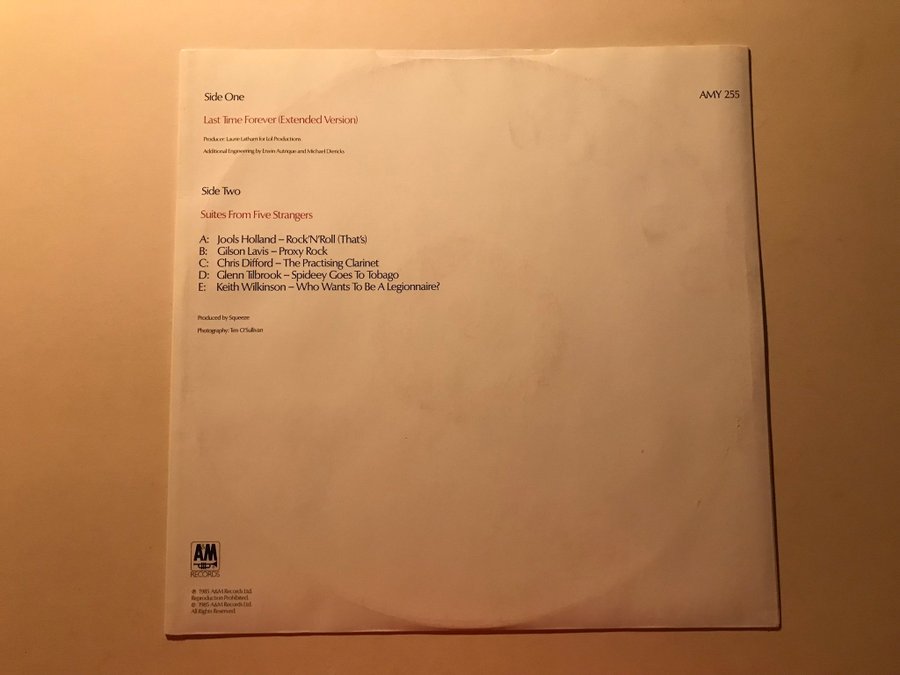 Side One
AMY 255
Last Time Forever (Extended Version)
Producer: Laurie Latham for Lol Productions
Additional Engineering by Erwin Autrique and Michael Diericks
Side Two
Suites From Five Strangers
A: Jools Holland – Rock'N'Roll (That's)
B: Gilson Lavis – Proxy Rock
C: Chris Difford – The Practising Clarinet
D: Glenn Tilbrook – Spideey Goes To Tobago
E: Keith Wilkinson – Who Wants To Be A Legionnaire?
Produced by Squeeze
Photography: Tim O'Sullivan
A&M
RECORDS
℗ 1985 A&M Records Ltd.
Reproduction Prohibited.
© 1985 A&M Records Ltd.
All Rights Reserved.